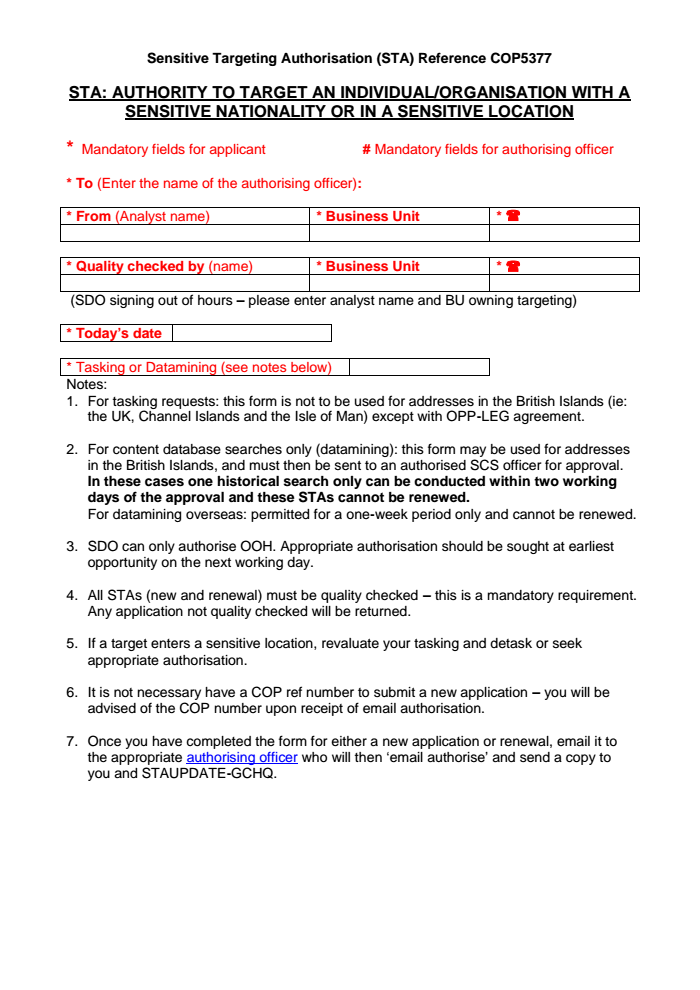 Sensitive Targeting Authorisation (STA) Reference COP5377
STA: AUTHORITY TO TARGET AN INDIVIDUAL/ORGANISATION WITH A
SENSITIVE NATIONALITY OR IN A SENSITIVE LOCATION
* Mandatory fields for applicant # Mandatory fields for authorising officer
* To (Enter the name of the authorising officer):
* From (Analyst name) * Business Unit * ☎
* Quality checked by (name) * Business Unit * ☎
(SDO signing out of hours – please enter analyst name and BU owning targeting)
* Today's date
* Tasking or Datamining (see notes below)
Notes:
1. For tasking requests: this form is not to be used for addresses in the British Islands (ie:
the UK, Channel Islands and the Isle of Man) except with OPP-LEG agreement.
2. For content database searches only (datamining): this form may be used for addresses
in the British Islands, and must then be sent to an authorised SCS officer for approval.
In these cases one historical search only can be conducted within two working
days of the approval and these STAs cannot be renewed.
For datamining overseas: permitted for a one-week period only and cannot be renewed.
3. SDO can only authorise OOH. Appropriate authorisation should be sought at earliest
opportunity on the next working day.
4. All STAs (new and renewal) must be quality checked – this is a mandatory requirement.
Any application not quality checked will be returned.
5. If a target enters a sensitive location, revaluate your tasking and detask or seek
appropriate authorisation.
6. It is not necessary have a COP ref number to submit a new application – you will be
advised of the COP number upon receipt of email authorisation.
7. Once you have completed the form for either a new application or renewal, email it to
the appropriate authorising officer who will then 'email authorise' and send a copy to
you and STAUPDATE-GCHQ.